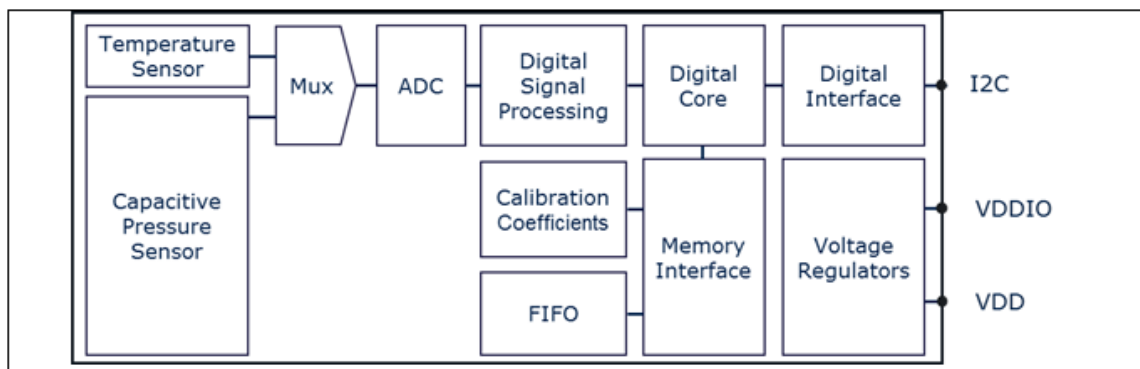 Temperature
Sensor
Mux
ADC
Digital
Signal
Processing
Digital
Core
Digital
Interface
I2C
Capacitive
Pressure
Sensor
Calibration
Coefficients
FIFO
Memory
Interface
Voltage
Regulators
VDDIO
VDD